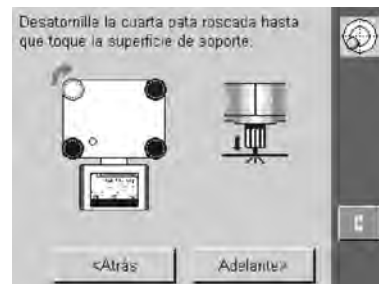 Desatornille la cuarta pata roscada hasta
que toque la superficie de soporte.
<Atrás
Adelante>
C